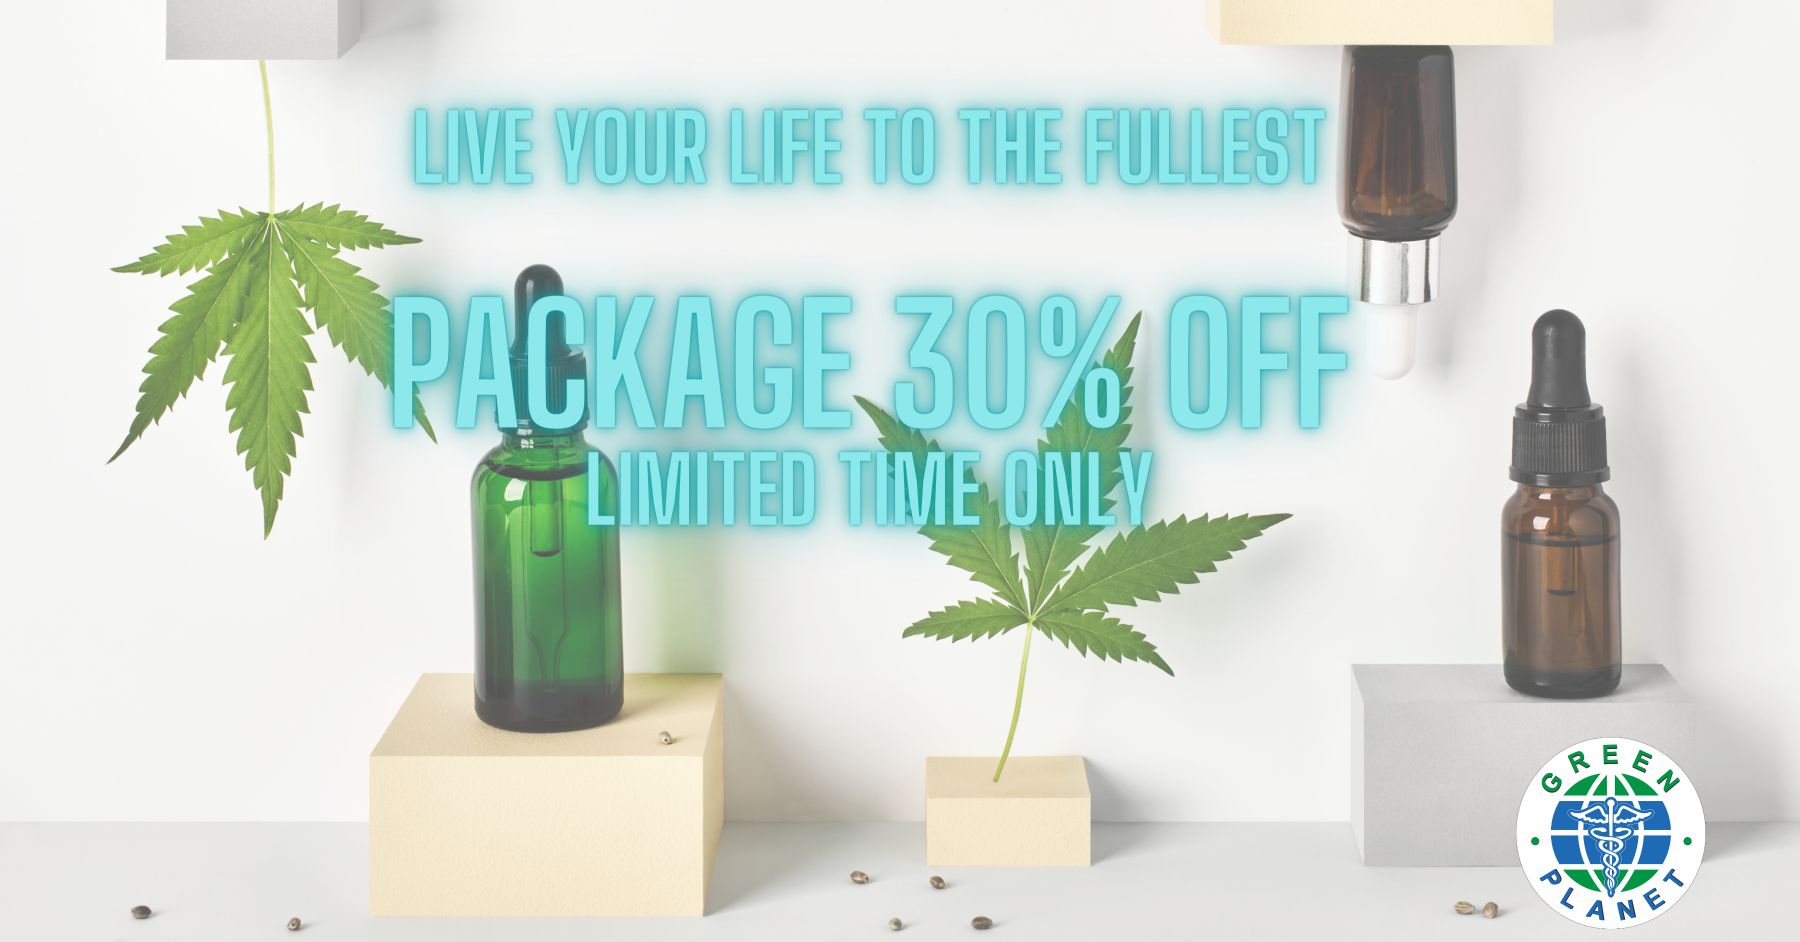 LIVE YOUR LIFE TO THE FULLEST
PACKAGE 30% OFF
LIMITED TIME ONLY
GREEN
PLANET